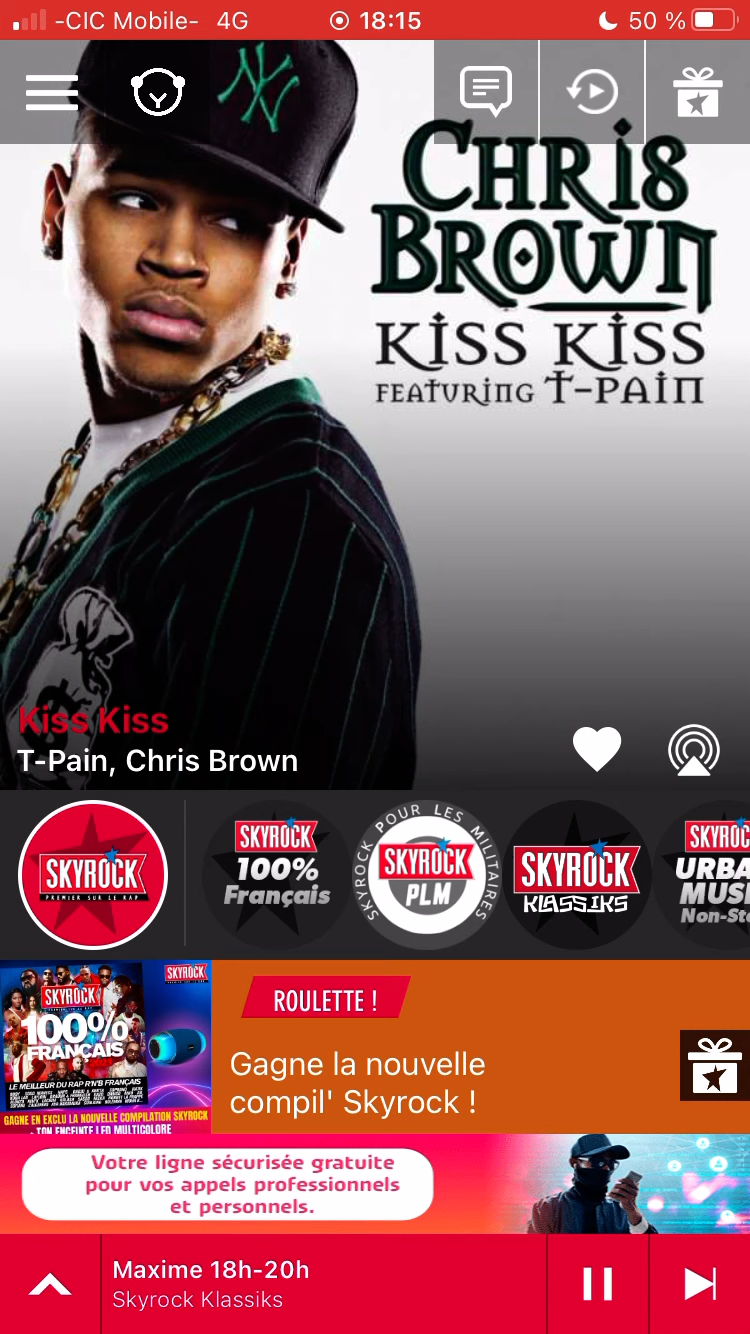 -CIC Mobile- 4G 18:15 50 %
CHRIS
BROWN
KISS KISS
FEATURING T-PAIN
Kiss Kiss
T-Pain, Chris Brown
SKYROCK
PREMIER SUR LE RAP
SKYROCK
100%
Français
SKYROCK POUR LES MILITAIRES
SKYROCK
PLM
SKYROCK
KLASSIKS
SKYROC
URBA
MUSI
Non-Sto
SKYROCK
SKYROCK
100%
FRANÇAIS
LE MEILLEUR DU RAP R'N'B FRANÇAIS
GAGNE EN EXCLU LA NOUVELLE COMPILATION SKYROCK
+ TON ENCEINTE LED MULTICOLORE
ROULETTE !
Gagne la nouvelle
compil' Skyrock !
Votre ligne sécurisée gratuite
pour vos appels professionnels
et personnels.
Maxime 18h-20h
Skyrock Klassiks